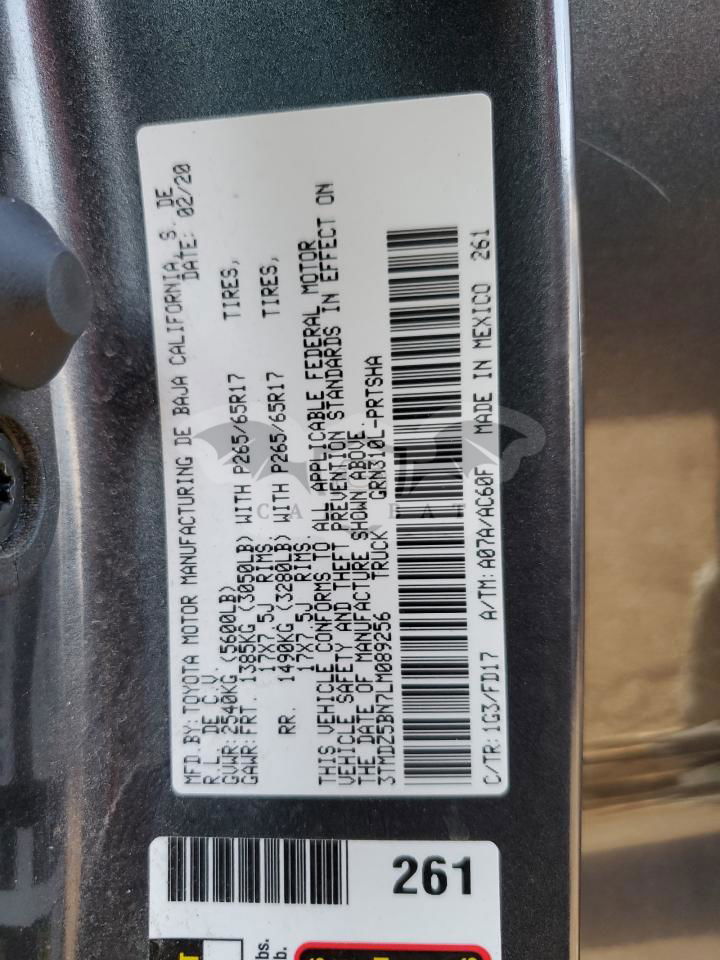 MFD.BY:TOYOTA MOTOR MANUFACTURING DE BAJA CALIFORNIA, S. DE
R.L. DE C.V. DATE: 02/20
GVWR:2540KG (5600LB)
GAWR:FRT. 1385KG (3050LB) WITH P265/65R17 TIRES,
17X7.5J RIMS
RR. 1490KG (3280LB) WITH P265/65R17 TIRES,
17X7.5J RIMS
THIS VEHICLE CONFORMS TO ALL APPLICABLE FEDERAL MOTOR
VEHICLE SAFETY AND THEFT PREVENTION STANDARDS IN EFFECT ON
THE DATE OF MANUFACTURE SHOWN ABOVE.
3TMDZ5BN7LM089256 TRUCK GRN310L-PRTSHA
C/TR:1G3/FD17 A/TM:A07A/AC60F MADE IN MEXICO 261
261
lbs.